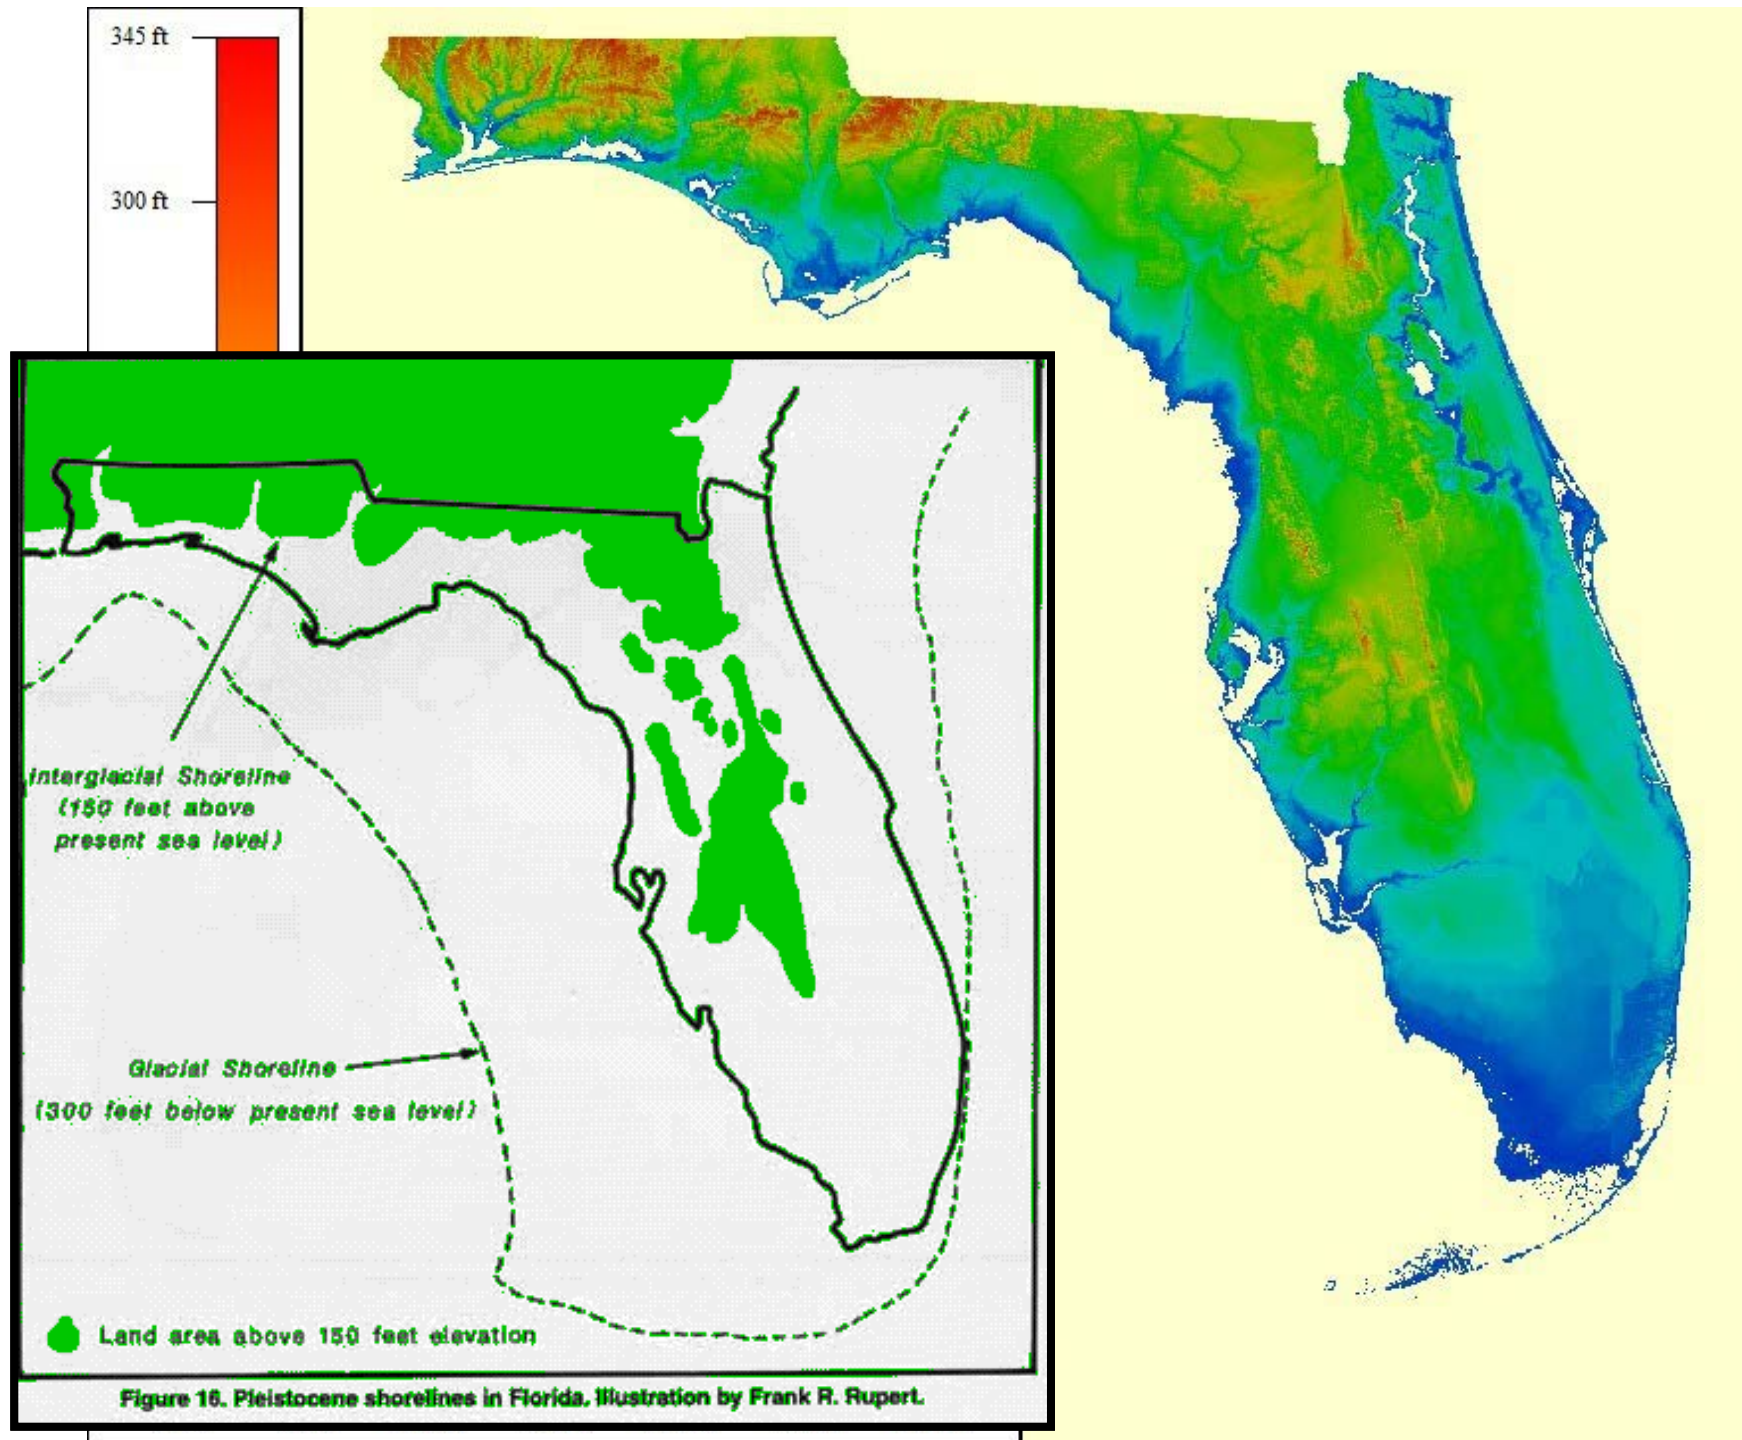 345 ft
300 ft
Interglacial Shoreline
(150 feet above
present sea level)
Glacial Shoreline
(300 feet below present sea level)
Land area above 150 feet elevation
Figure 16. Pleistocene shorelines in Florida. Illustration by Frank R. Rupert.